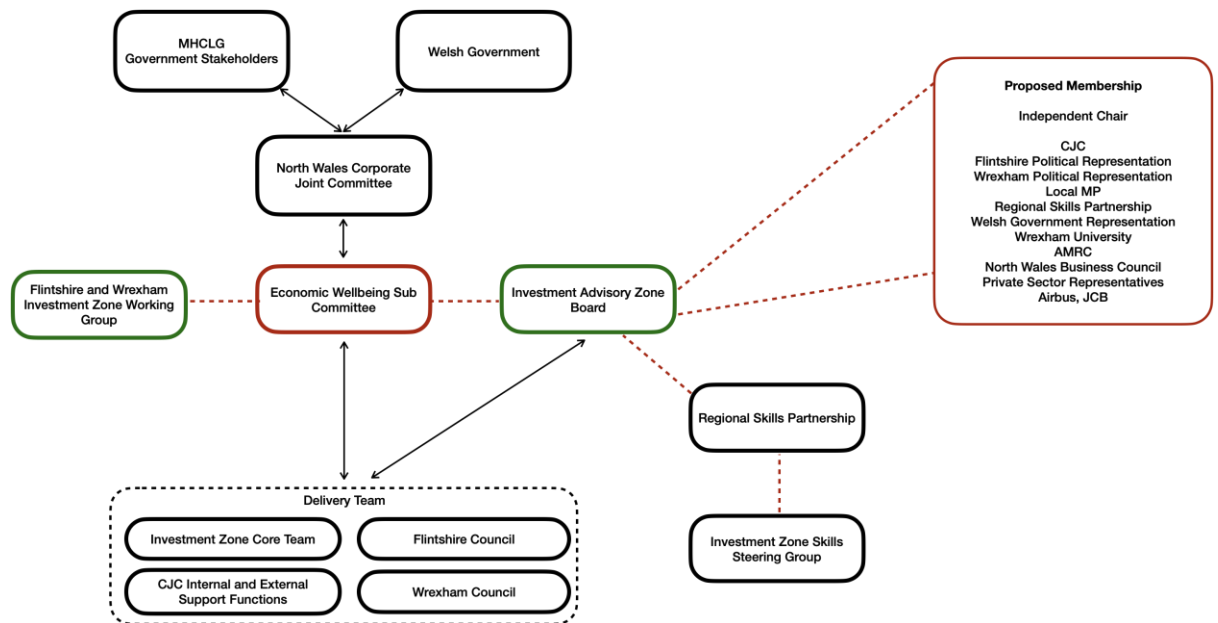 MHCLG
Government Stakeholders
Welsh Government
North Wales Corporate
Joint Committee
Flintshire and Wrexham
Investment Zone Working
Group
Economic Wellbeing Sub
Committee
Investment Advisory Zone
Board
Proposed Membership
Independent Chair
CJC
Flintshire Political Representation
Wrexham Political Representation
Local MP
Regional Skills Partnership
Welsh Government Representation
Wrexham University
AMRC
North Wales Business Council
Private Sector Representatives
Airbus, JCB
Regional Skills Partnership
Investment Zone Skills
Steering Group
Delivery Team
Investment Zone Core Team
Flintshire Council
CJC Internal and External
Support Functions
Wrexham Council